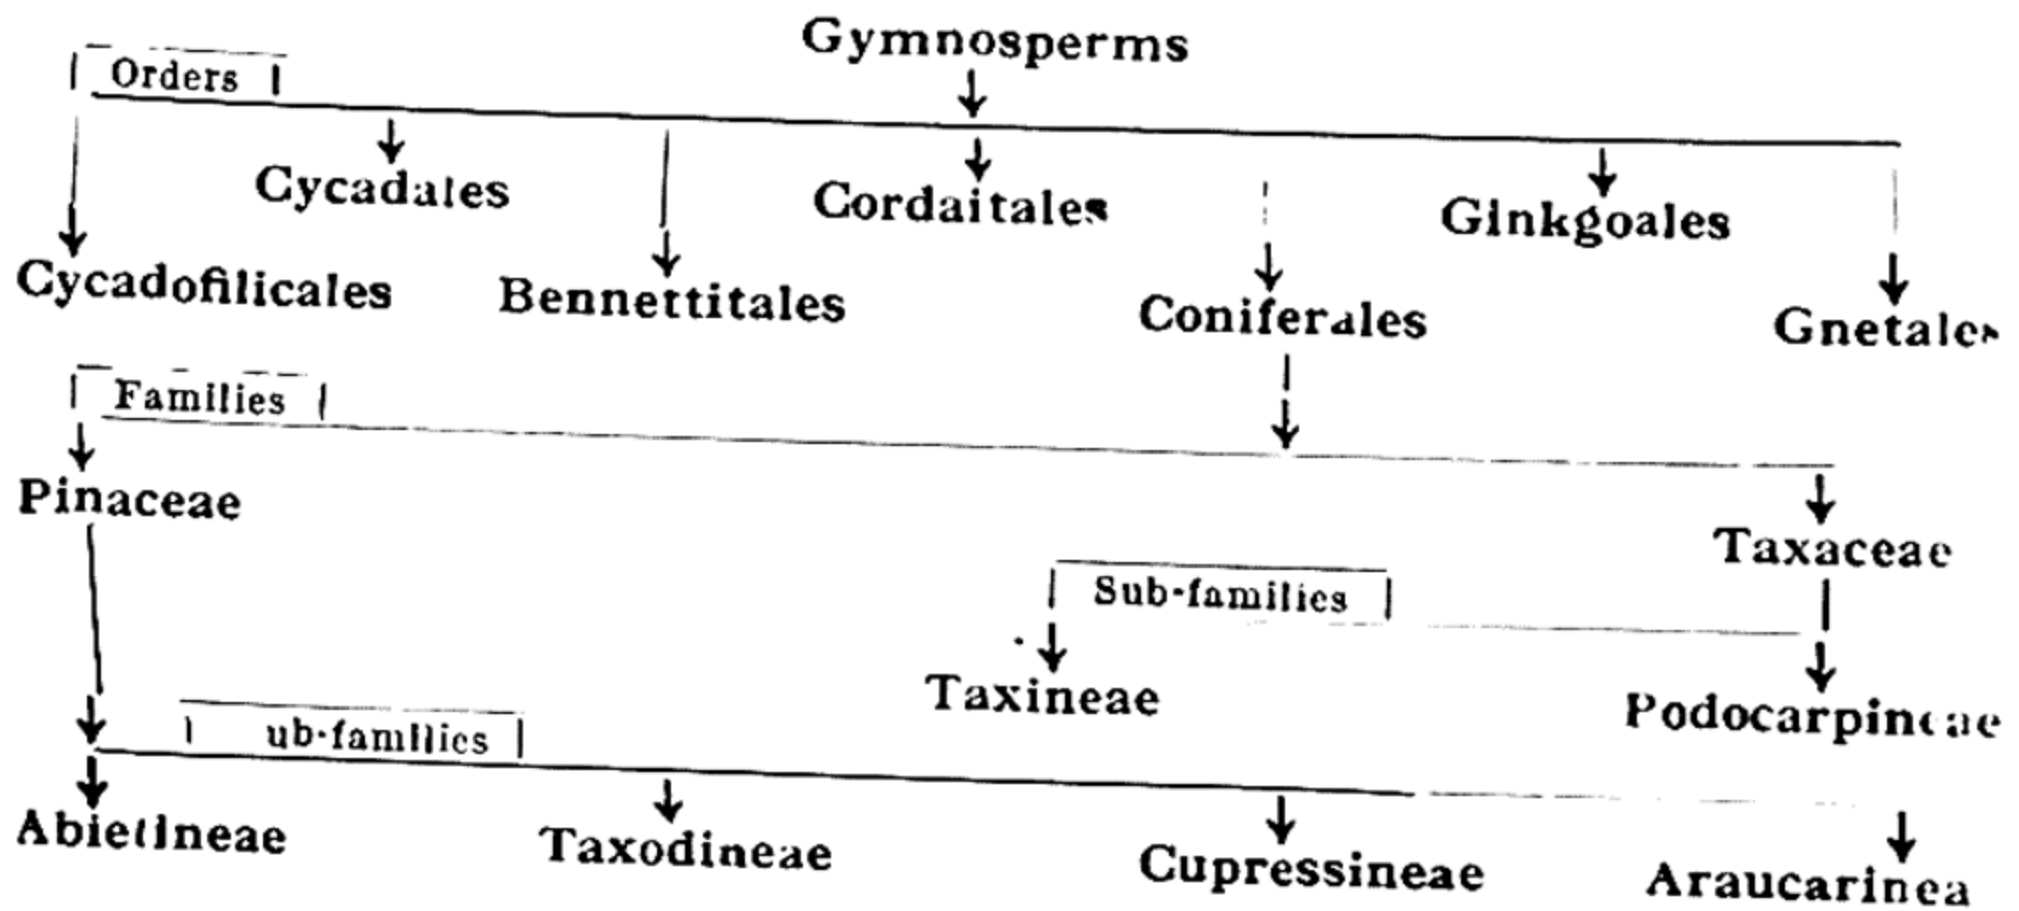 Gymnosperms
Orders
Cycadales
Cordaitales
Ginkgoales
Cycadofilicales
Bennettitales
Coniferales
Gnetales
Families
Pinaceae
Taxaceae
Sub-families
Taxineae
Podocarpineae
ub-families
Abietineae
Taxodineae
Cupressineae
Araucarinea